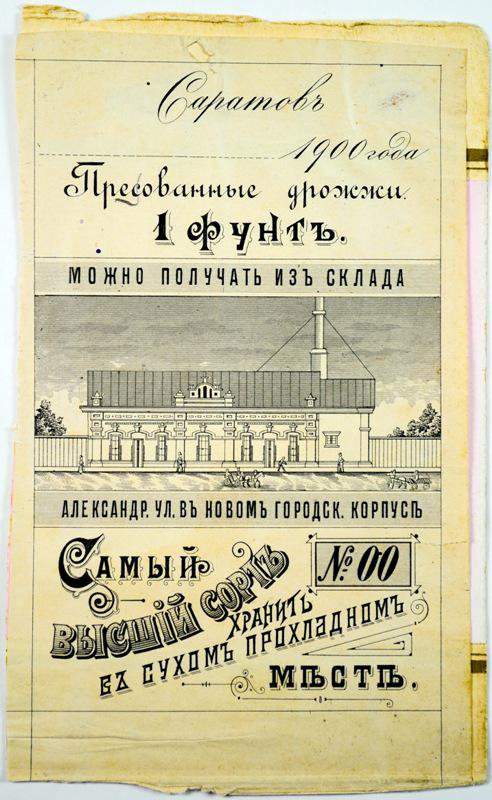 Саратовъ
1900 года
Пресованные дрожжи.
1 ФУНТЪ.
МОЖНО ПОЛУЧАТЬ ИЗЪ СКЛАДА
АЛЕКСАНДР. УЛ. ВЪ НОВОМЪ ГОРОДСК. КОРПУСѢ
САМЫЙ
ВЫСШІЙ СОРТЪ
№ 00
ХРАНИТЬ
ВЪ СУХОМЪ ПРОХЛАДНОМЪ
МѢСТѢ.